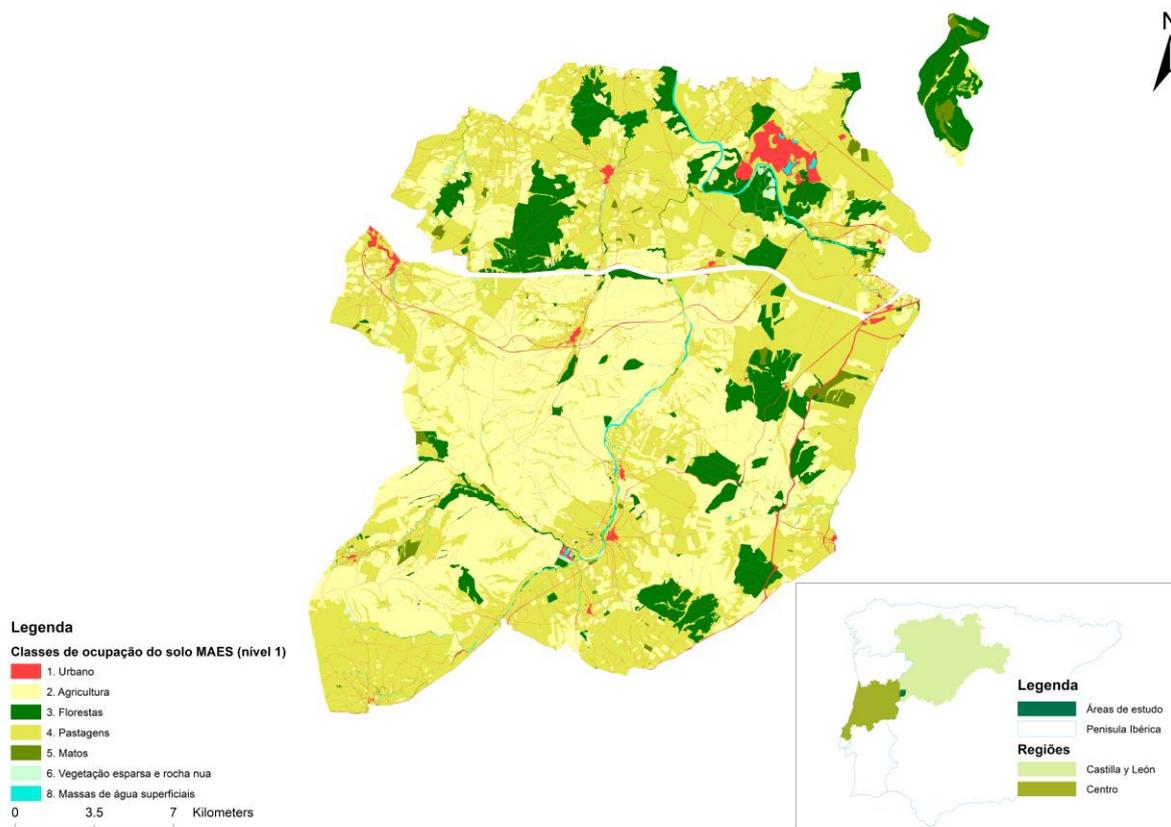 N
Legenda
Classes de ocupação do solo MAES (nível 1)
1. Urbano
2. Agricultura
3. Florestas
4. Pastagens
5. Matos
6. Vegetação esparsa e rocha nua
8. Massas de água superficiais
0 3.5 7 Kilometers
Legenda
Áreas de estudo
Penisula Ibérica
Regiões
Castilla y León
Centro